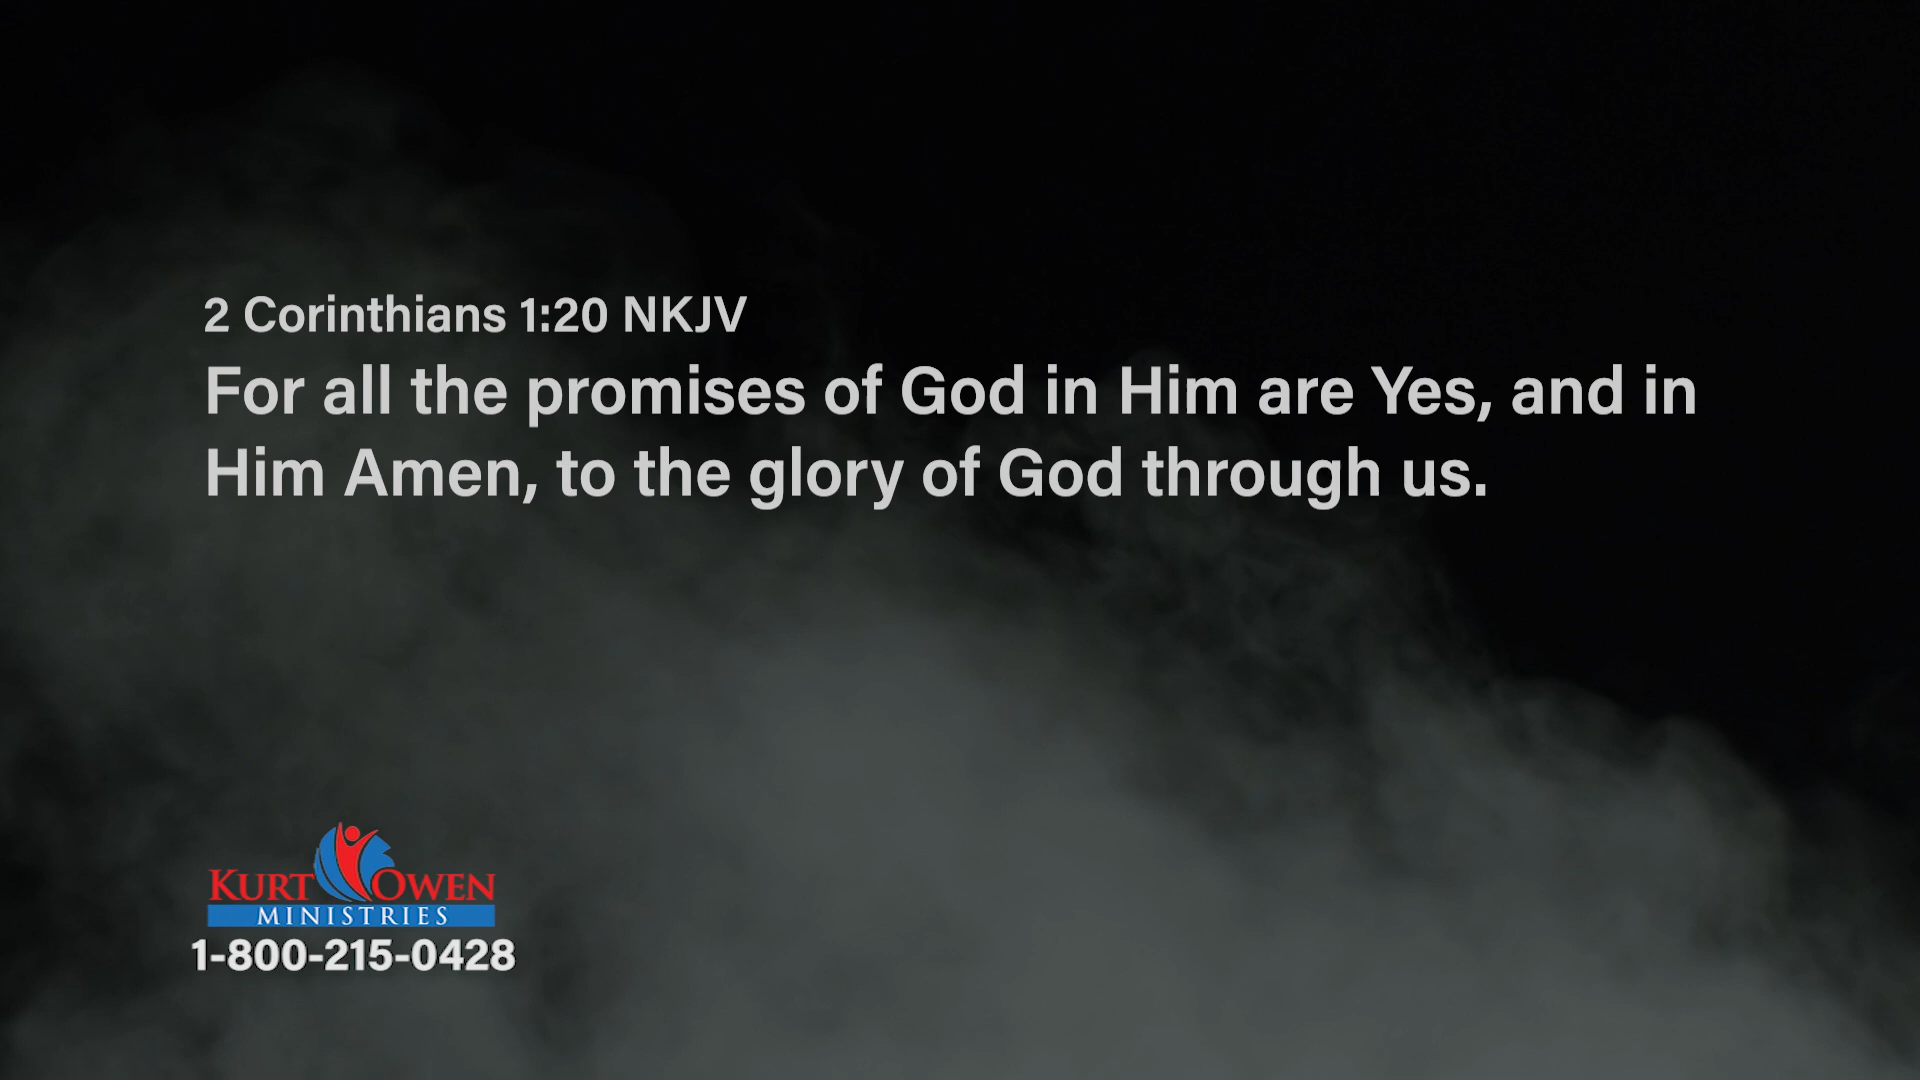 2 Corinthians 1:20 NKJV
For all the promises of God in Him are Yes, and in
Him Amen, to the glory of God through us.
KURT OWEN
MINISTRIES
1-800-215-0428